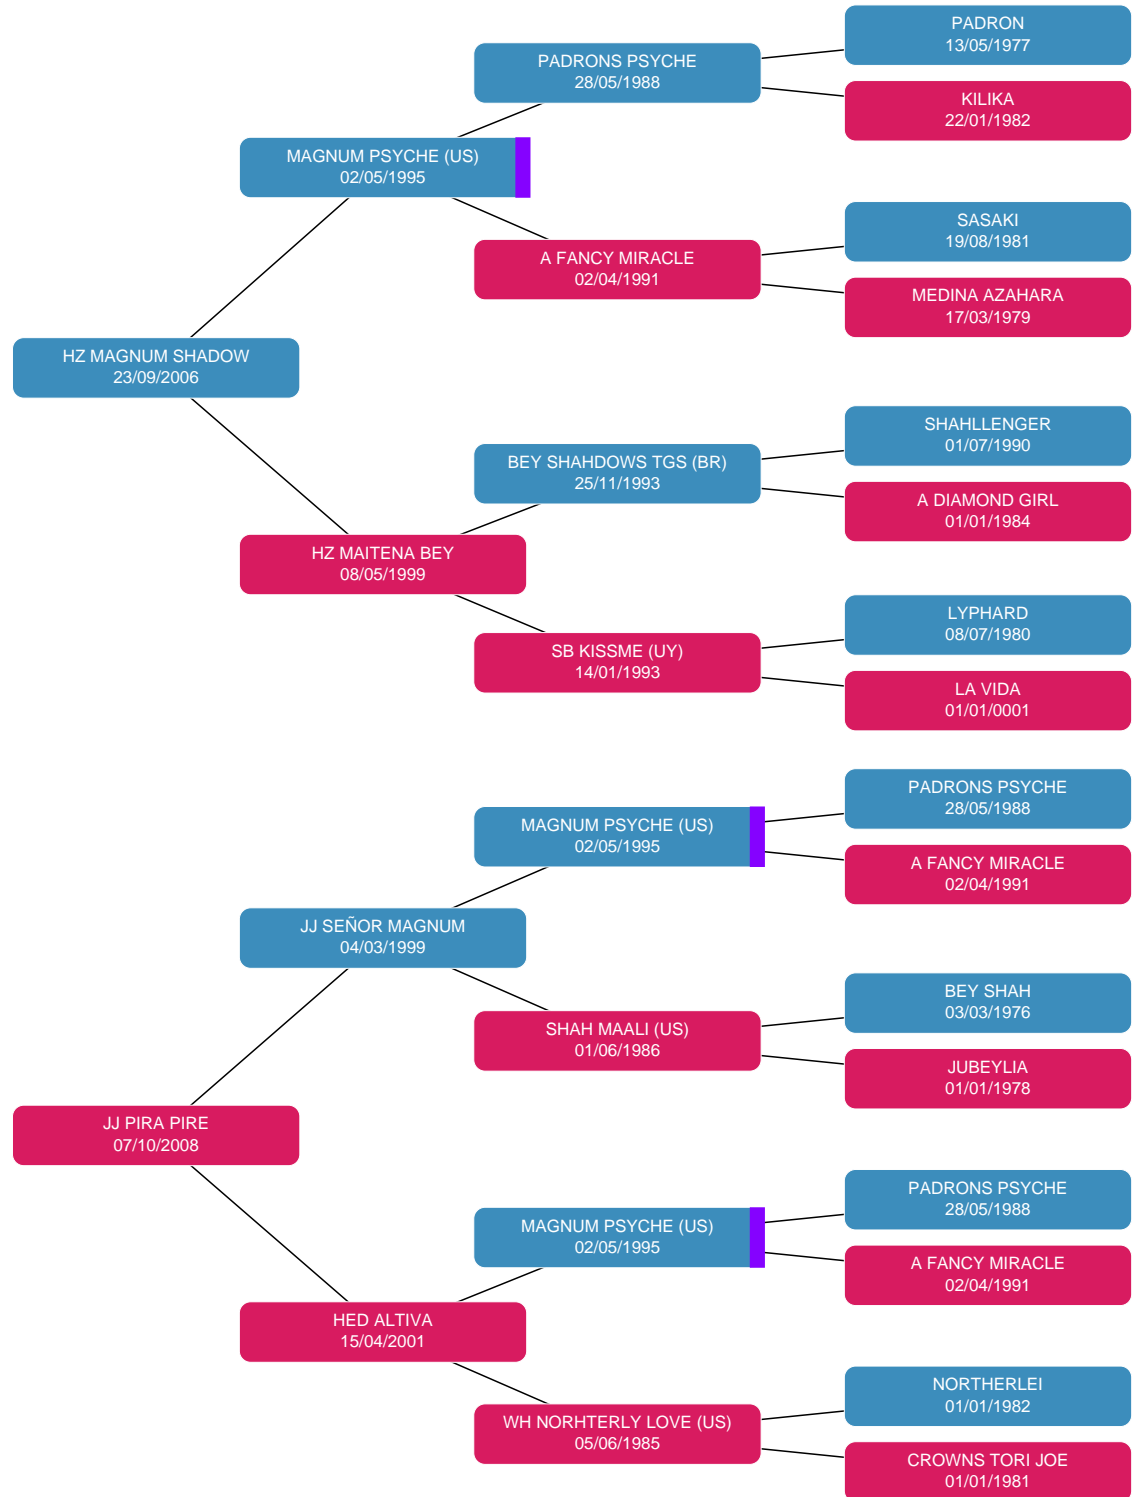 PADRON
13/05/1977
PADRONS PSYCHE
28/05/1988
KILIKA
22/01/1982
MAGNUM PSYCHE (US)
02/05/1995
SASAKI
19/08/1981
A FANCY MIRACLE
02/04/1991
MEDINA AZAHARA
17/03/1979
HZ MAGNUM SHADOW
23/09/2006
SHAHLLENGER
01/07/1990
BEY SHAHDOWS TGS (BR)
25/11/1993
A DIAMOND GIRL
01/01/1984
HZ MAITENA BEY
08/05/1999
LYPHARD
08/07/1980
SB KISSME (UY)
14/01/1993
LA VIDA
01/01/0001
PADRONS PSYCHE
28/05/1988
MAGNUM PSYCHE (US)
02/05/1995
A FANCY MIRACLE
02/04/1991
JJ SEÑOR MAGNUM
04/03/1999
BEY SHAH
03/03/1976
SHAH MAALI (US)
01/06/1986
JUBEYLIA
01/01/1978
JJ PIRA PIRE
07/10/2008
PADRONS PSYCHE
28/05/1988
MAGNUM PSYCHE (US)
02/05/1995
A FANCY MIRACLE
02/04/1991
HED ALTIVA
15/04/2001
NORTHERLEI
01/01/1982
WH NORHTERLY LOVE (US)
05/06/1985
CROWNS TORI JOE
01/01/1981